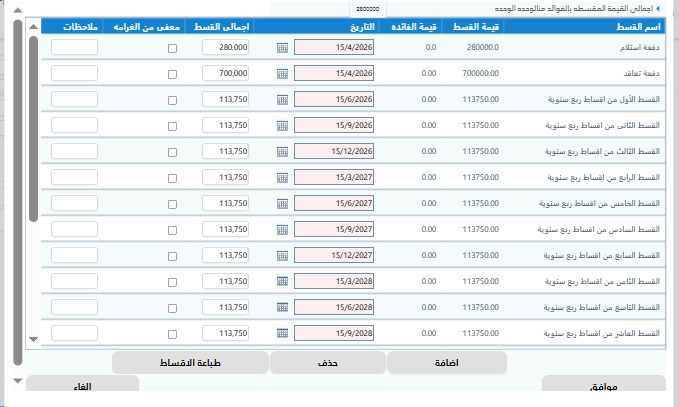 اجمالى القيمة المقسطه بالفوائد منالوحده الوحده 2800000
اسم القسط قيمة القسط قيمة الفائدة التاريخ اجمالى القسط معفى من الغرامه ملاحظات
دفعة استلام 280000.0 0.0 15/4/2026 280,000
دفعة تعاقد 700000.00 0.00 15/4/2026 700,000
القسط الأول من اقساط ربع سنوية 113750.00 0.00 15/6/2026 113,750
القسط الثانى من اقساط ربع سنوية 113750.00 0.00 15/9/2026 113,750
القسط الثالث من اقساط ربع سنوية 113750.00 0.00 15/12/2026 113,750
القسط الرابع من اقساط ربع سنوية 113750.00 0.00 15/3/2027 113,750
القسط الخامس من اقساط ربع سنوية 113750.00 0.00 15/6/2027 113,750
القسط السادس من اقساط ربع سنوية 113750.00 0.00 15/9/2027 113,750
القسط السابع من اقساط ربع سنوية 113750.00 0.00 15/12/2027 113,750
القسط الثامن من اقساط ربع سنوية 113750.00 0.00 15/3/2028 113,750
القسط التاسع من اقساط ربع سنوية 113750.00 0.00 15/6/2028 113,750
القسط العاشر من اقساط ربع سنوية 113750.00 0.00 15/9/2028 113,750
اضافة حذف طباعة الاقساط
موافق الغاء